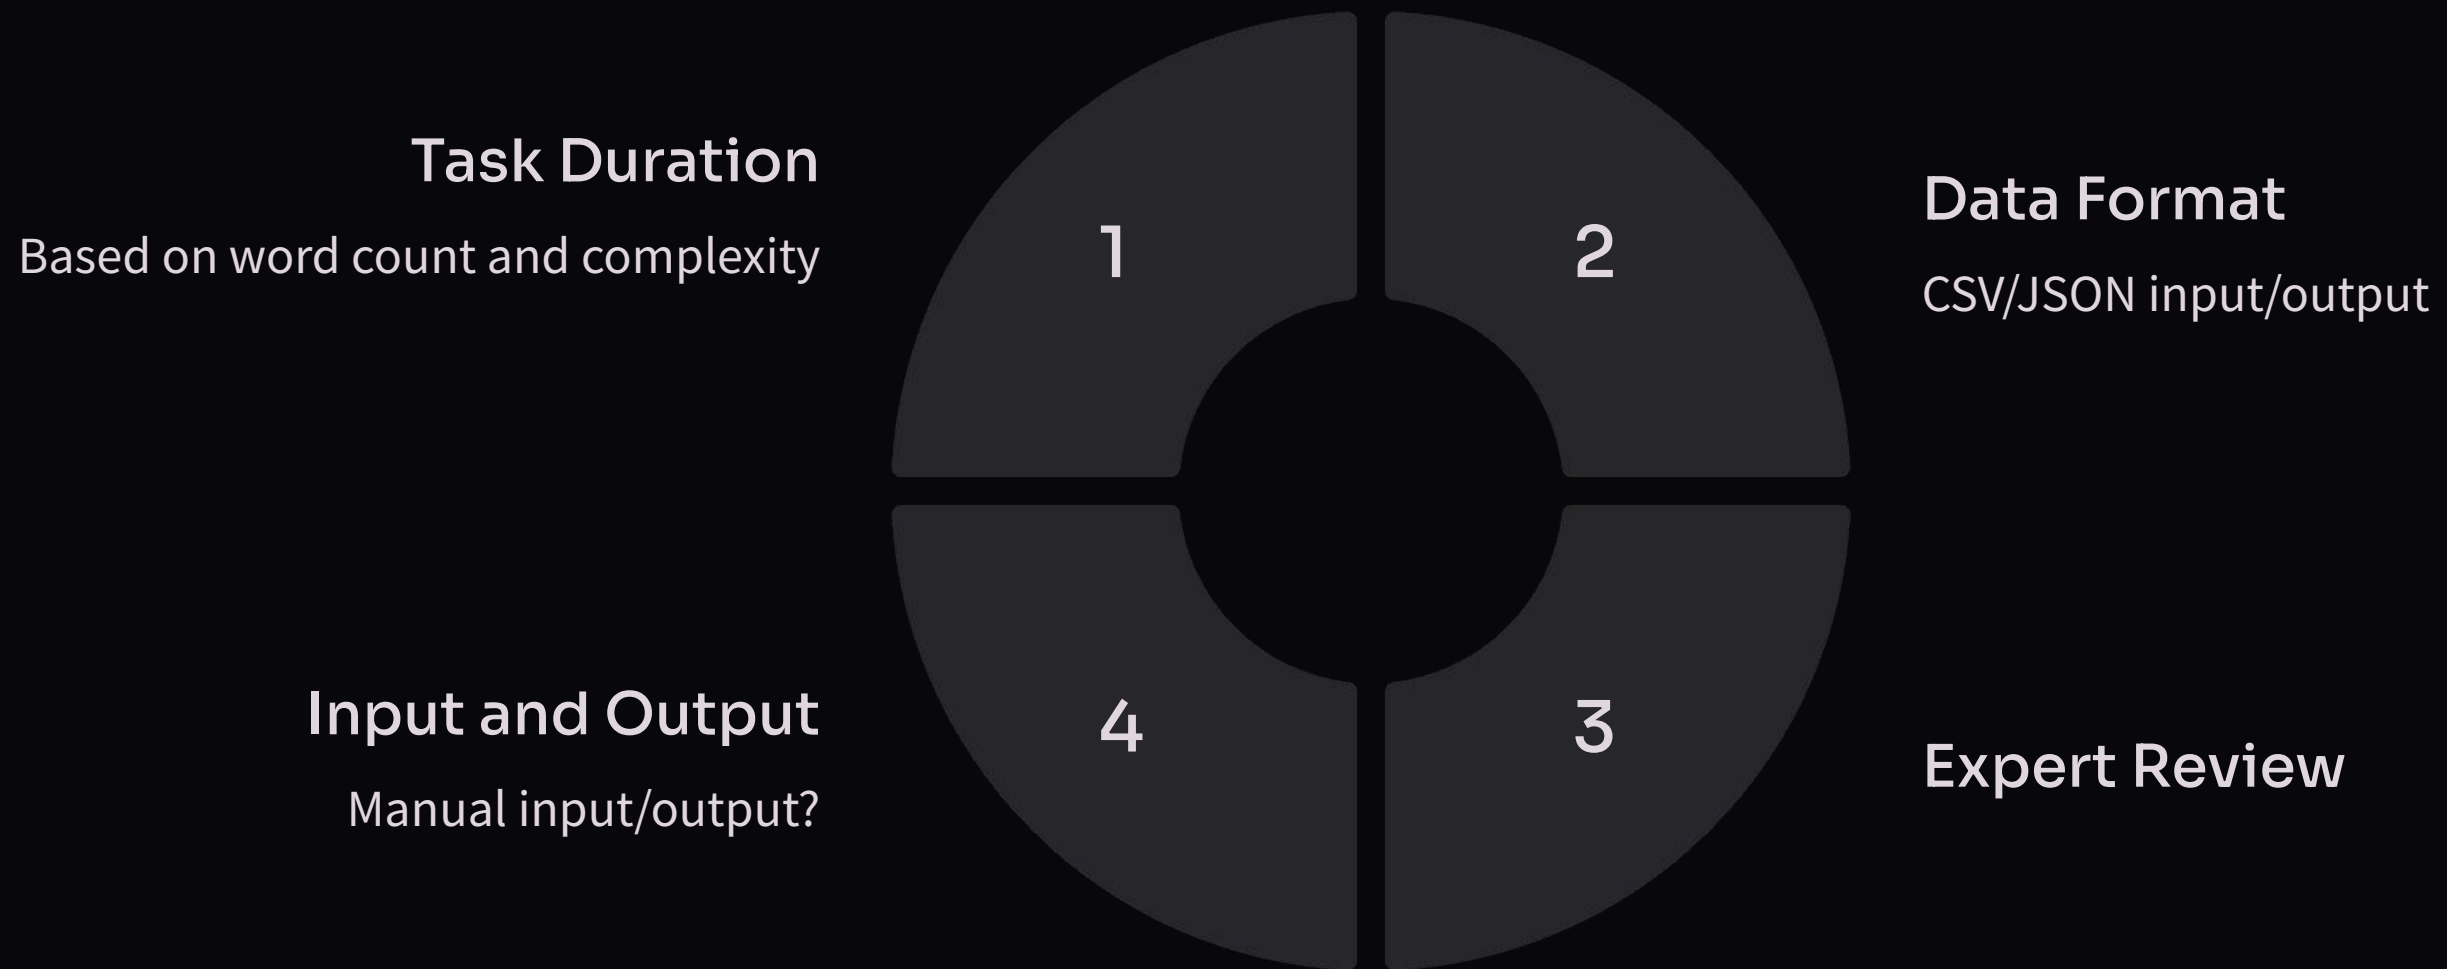 Task Duration
Based on word count and complexity
1
2
Data Format
CSV/JSON input/output
Input and Output
Manual input/output?
4
3
Expert Review